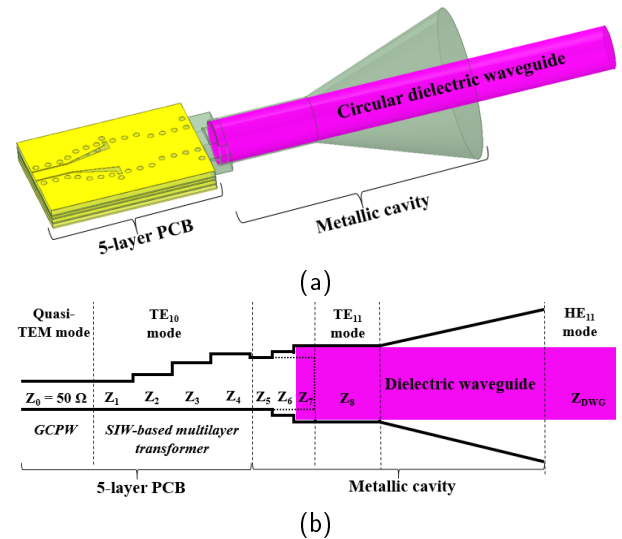 Circular dielectric waveguide
5-layer PCB
Metallic cavity
(a)
Quasi-
TEM mode
TE10
mode
TE11
mode
HE11
mode
Z0 = 50 Ω
Z1
Z2
Z3
Z4
Z5
Z6
Z7
Z8
Dielectric waveguide
ZDWG
GCPW
SIW-based multilayer
transformer
5-layer PCB
Metallic cavity
(b)